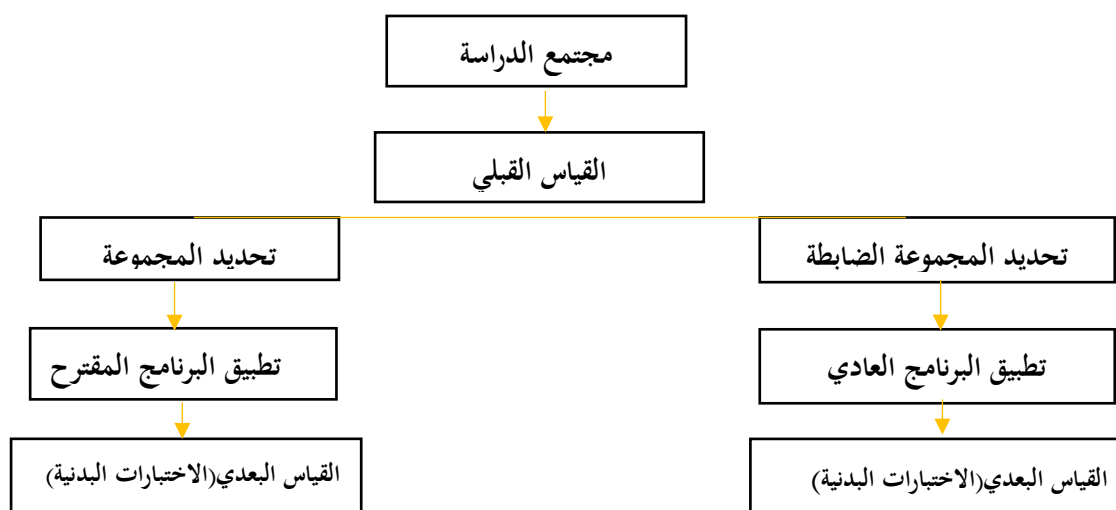 مجتمع الدراسة
القياس القبلي
تحديد المجموعة الضابطة
تحديد المجموعة
تطبيق البرنامج العادي
تطبيق البرنامج المقترح
القياس البعدي(الاختبارات البدنية)
القياس البعدي(الاختبارات البدنية)